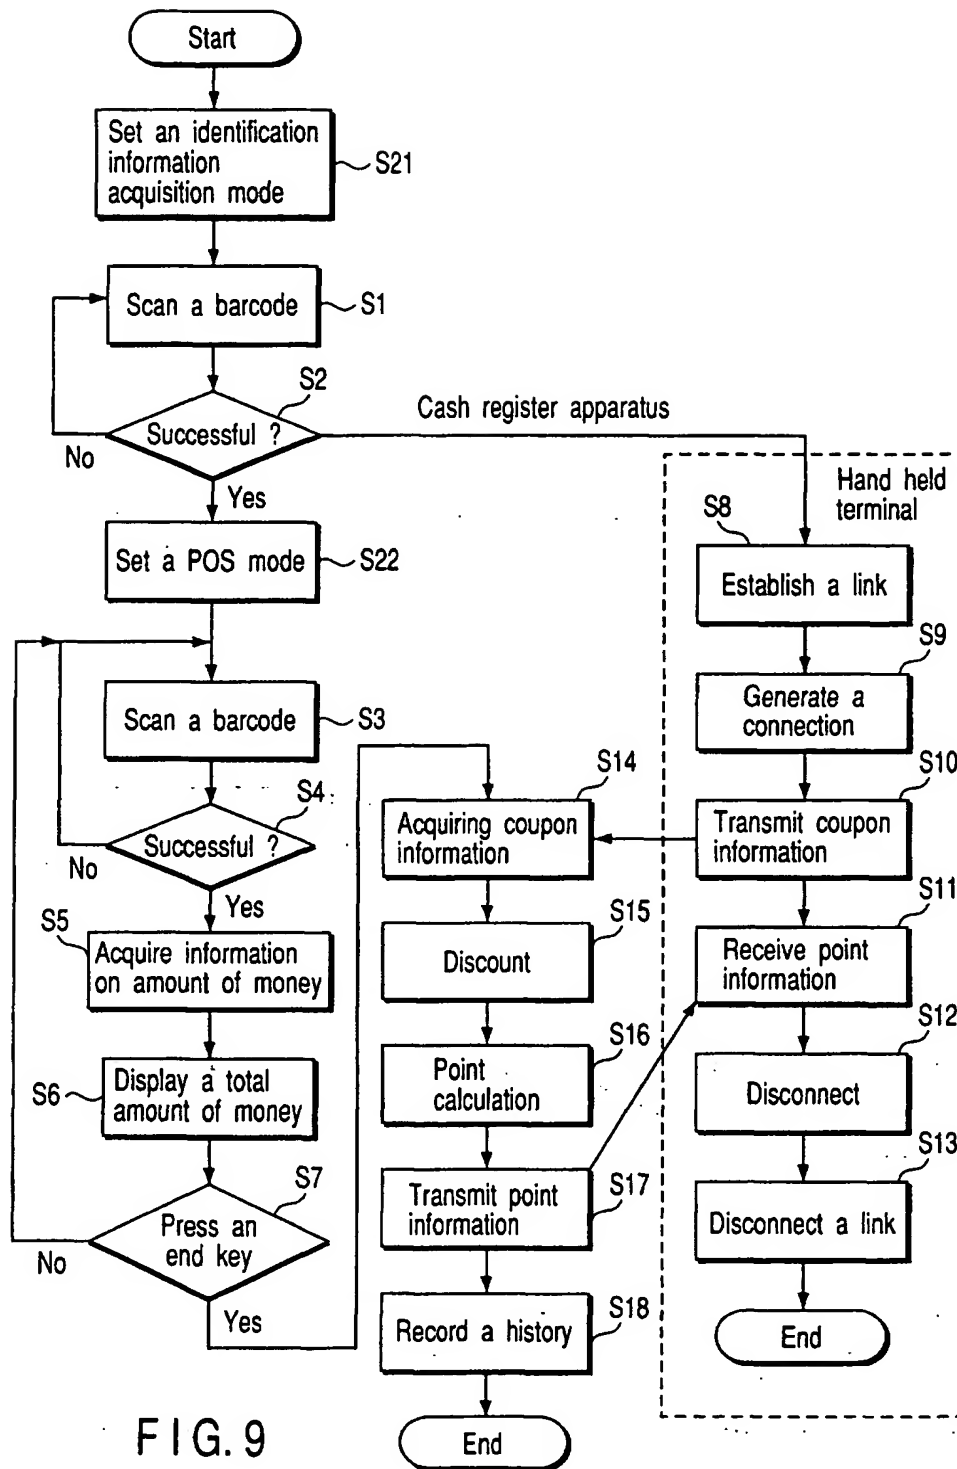 Start
Set an identification
information
acquisition mode
S21
Scan a barcode
S1
S2
Successful ?
No
Yes
Cash register apparatus
Set a POS mode
S22
Scan a barcode
S3
S4
Successful ?
No
Yes
S5
Acquire information
on amount of money
S6
Display a total
amount of money
S7
Press an
end key
No
Yes
S14
Acquiring coupon
information
S15
Discount
S16
Point
calculation
S17
Transmit point
information
S18
Record a history
End
Hand held
terminal
S8
Establish a link
S9
Generate a
connection
S10
Transmit coupon
information
S11
Receive point
information
S12
Disconnect
S13
Disconnect a link
End
FIG. 9